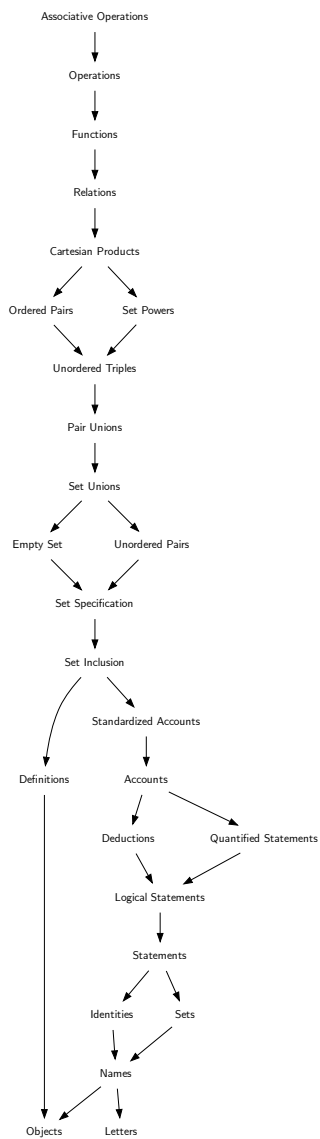 Associative Operations
Operations
Functions
Relations
Cartesian Products
Ordered Pairs
Set Powers
Unordered Triples
Pair Unions
Set Unions
Empty Set
Unordered Pairs
Set Specification
Set Inclusion
Standardized Accounts
Definitions
Accounts
Deductions
Quantified Statements
Logical Statements
Statements
Identities
Sets
Names
Objects
Letters